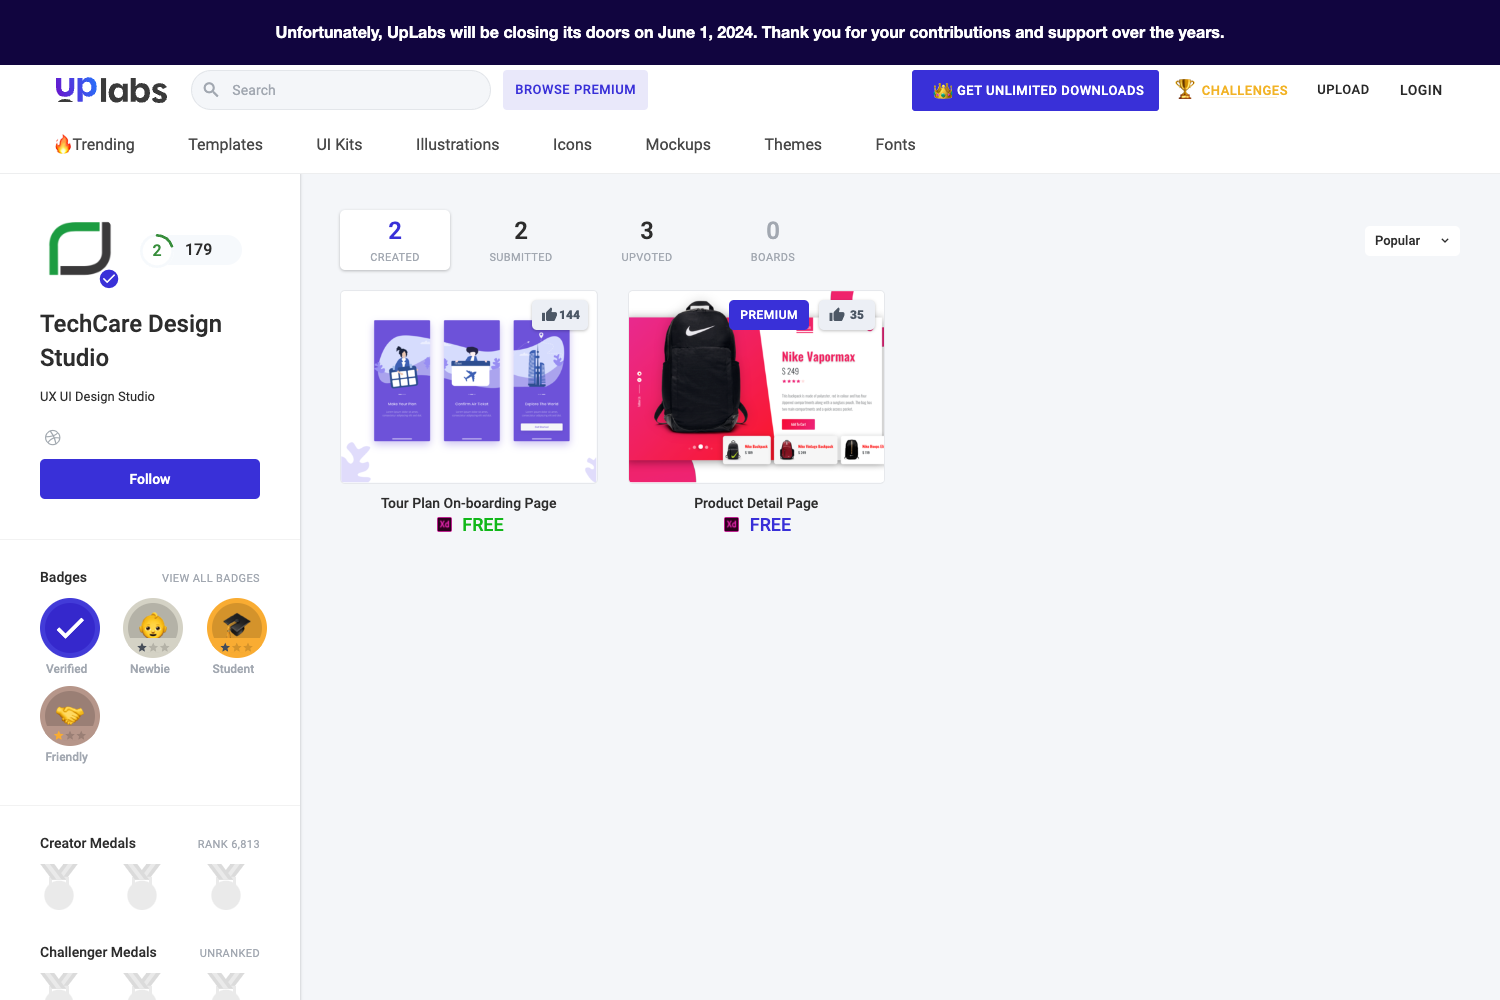 Unfortunately, UpLabs will be closing its doors on June 1, 2024. Thank you for your contributions and support over the years.
uplabs
Search
BROWSE PREMIUM
GET UNLIMITED DOWNLOADS
CHALLENGES
UPLOAD
LOGIN
Trending
Templates
UI Kits
Illustrations
Icons
Mockups
Themes
Fonts
2
179
TechCare Design
Studio
UX UI Design Studio
Follow
Badges
VIEW ALL BADGES
Verified
Newbie
Student
Friendly
Creator Medals
RANK 6,813
Challenger Medals
UNRANKED
2
CREATED
2
SUBMITTED
3
UPVOTED
0
BOARDS
Popular
144
Tour Plan On-boarding Page
Xd FREE
PREMIUM
35
Nike Vapormax
$ 249
Product Detail Page
Xd FREE